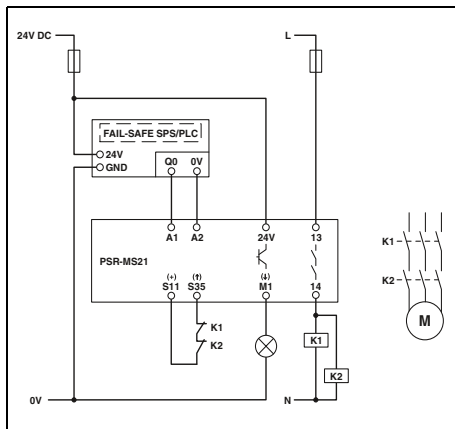 24V DC
L
FAIL-SAFE SPS/PLC
24V
GND
Q0 0V
A1 A2 24V 13
PSR-MS21
(+) (↑) (↓)
S11 S35 M1 14
K1
K2
K1
K2
0V
N
K1
K2
M